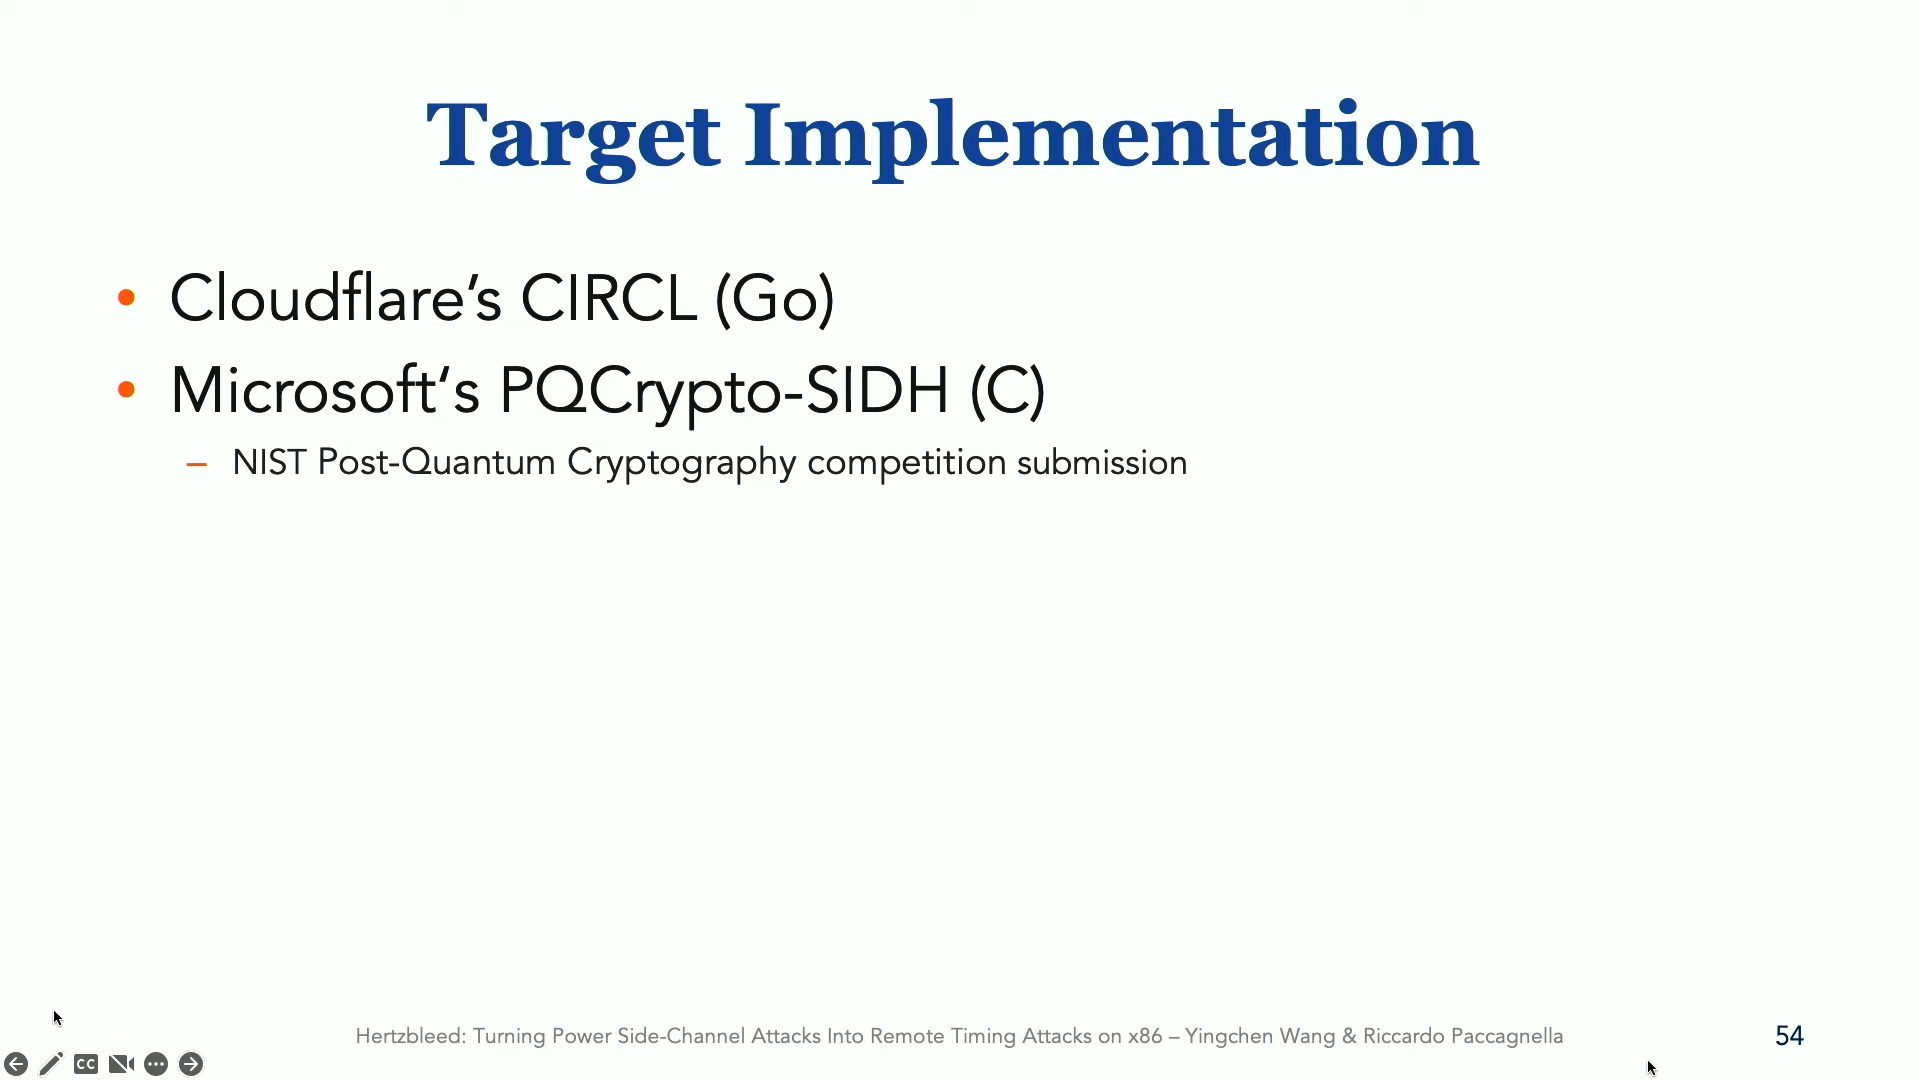 Target Implementation
• Cloudflare’s CIRCL (Go)
• Microsoft‘s PQCrypto-SIDH (C)
– NIST Post-Quantum Cryptography competition submission
Hertzbleed: Turning Power Side-Channel Attacks Into Remote Timing Attacks on x86 – Yingchen Wang & Riccardo Paccagnella
54
CC